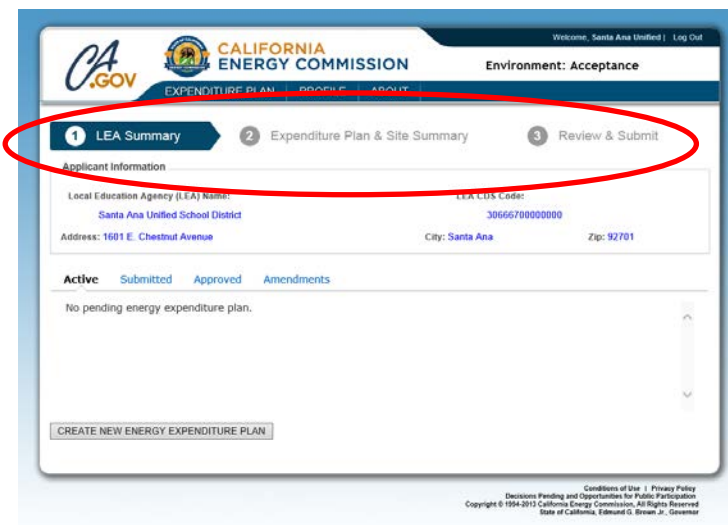 Welcome, Santa Ana Unified | Log Out
CA
.GOV
CALIFORNIA
ENERGY COMMISSION
Environment: Acceptance
EXPENDITURE PLAN | PROFILE | ABOUT
1 LEA Summary 2 Expenditure Plan & Site Summary 3 Review & Submit
Applicant Information
Local Education Agency (LEA) Name: LEA CDS Code:
Santa Ana Unified School District 30666700000000
Address: 1601 E. Chestnut Avenue City: Santa Ana Zip: 92701
Active Submitted Approved Amendments
No pending energy expenditure plan.
CREATE NEW ENERGY EXPENDITURE PLAN
Conditions of Use | Privacy Policy
Decisions Pending and Opportunities for Public Participation
Copyright © 1994-2013 California Energy Commission, All Rights Reserved
State of California, Edmund G. Brown Jr., Governor